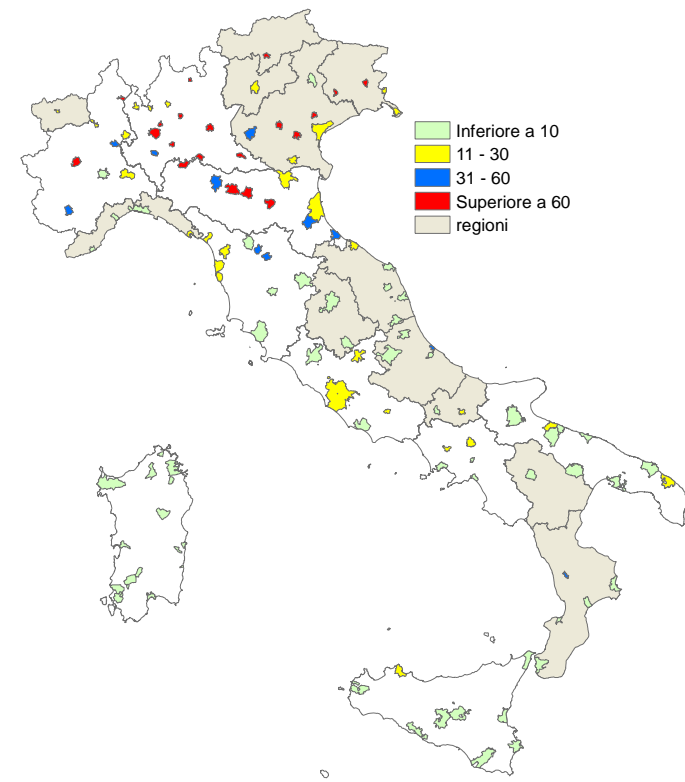 Inferiore a 10
11 - 30
31 - 60
Superiore a 60
regioni